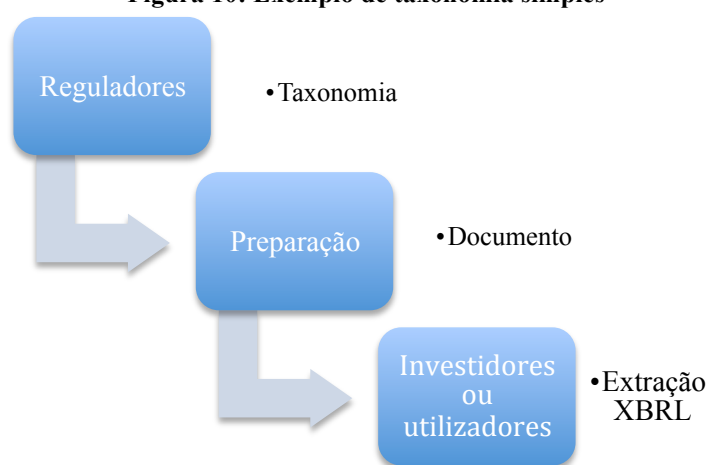 Figura 10: Exemplo de taxonomia simples
Reguladores
•Taxonomia
Preparação
•Documento
Investidores
ou
utilizadores
•Extração
XBRL